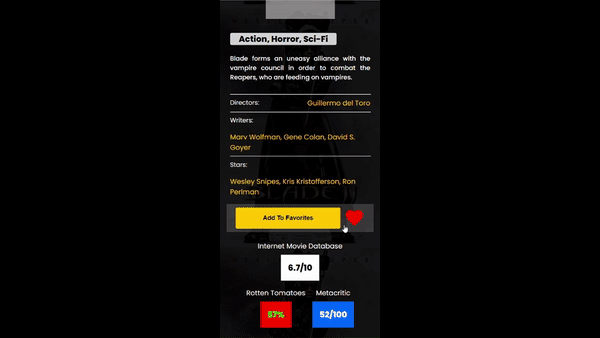 Action, Horror, Sci-Fi
Blade forms an uneasy alliance with the
vampire council in order to combat the
Reapers, who are feeding on vampires.
Directors:
Guillermo del Toro
Writers:
Marv Wolfman, Gene Colan, David S.
Goyer
Stars:
Wesley Snipes, Kris Kristofferson, Ron
Perlman
Add To Favorites
Internet Movie Database
6.7/10
Rotten Tomatoes
Metacritic
57%
52/100